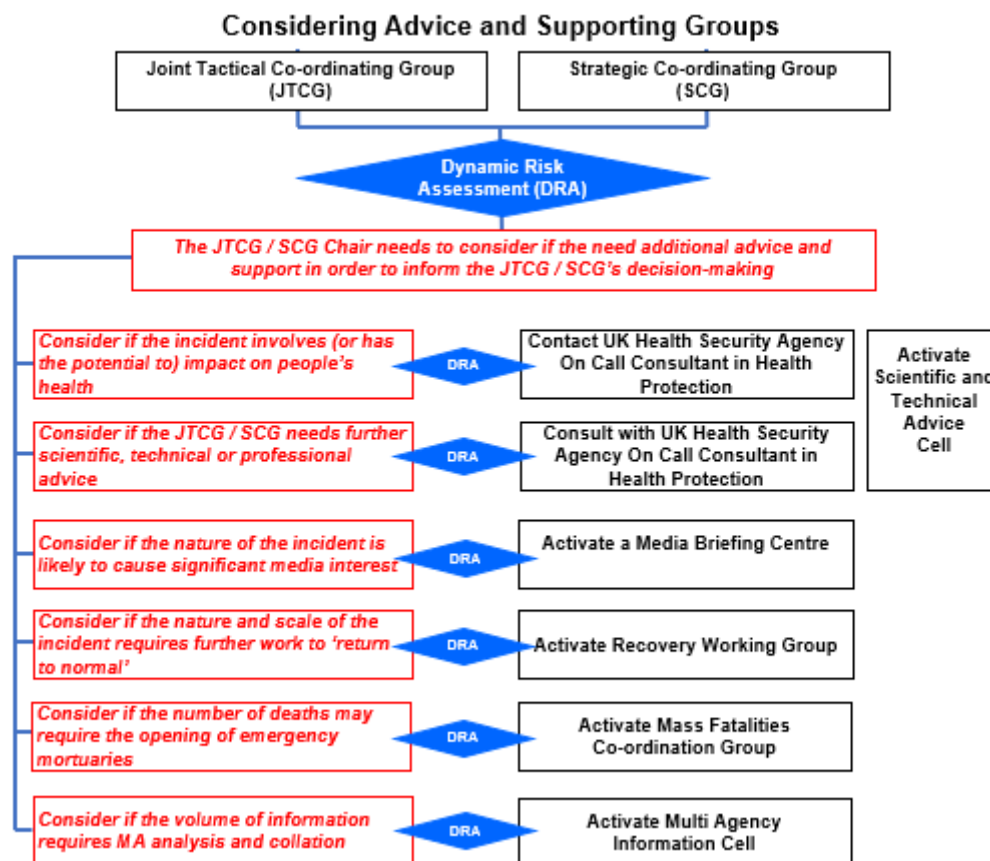 Considering Advice and Supporting Groups
Joint Tactical Co-ordinating Group
(JTCG)
Strategic Co-ordinating Group
(SCG)
Dynamic Risk
Assessment (DRA)
The JTCG / SCG Chair needs to consider if the need additional advice and
support in order to inform the JTCG / SCG's decision-making
Consider if the incident involves (or has
the potential to) impact on people's
health
DRA
Contact UK Health Security Agency
On Call Consultant in Health
Protection
Activate
Scientific and
Technical
Advice
Cell
Consider if the JTCG / SCG needs further
scientific, technical or professional
advice
DRA
Consult with UK Health Security
Agency On Call Consultant in
Health Protection
Consider if the nature of the incident is
likely to cause significant media interest
DRA
Activate a Media Briefing Centre
Consider if the nature and scale of the
incident requires further work to 'return
to normal'
DRA
Activate Recovery Working Group
Consider if the number of deaths may
require the opening of emergency
mortuaries
DRA
Activate Mass Fatalities
Co-ordination Group
Consider if the volume of information
requires MA analysis and collation
DRA
Activate Multi Agency
Information Cell